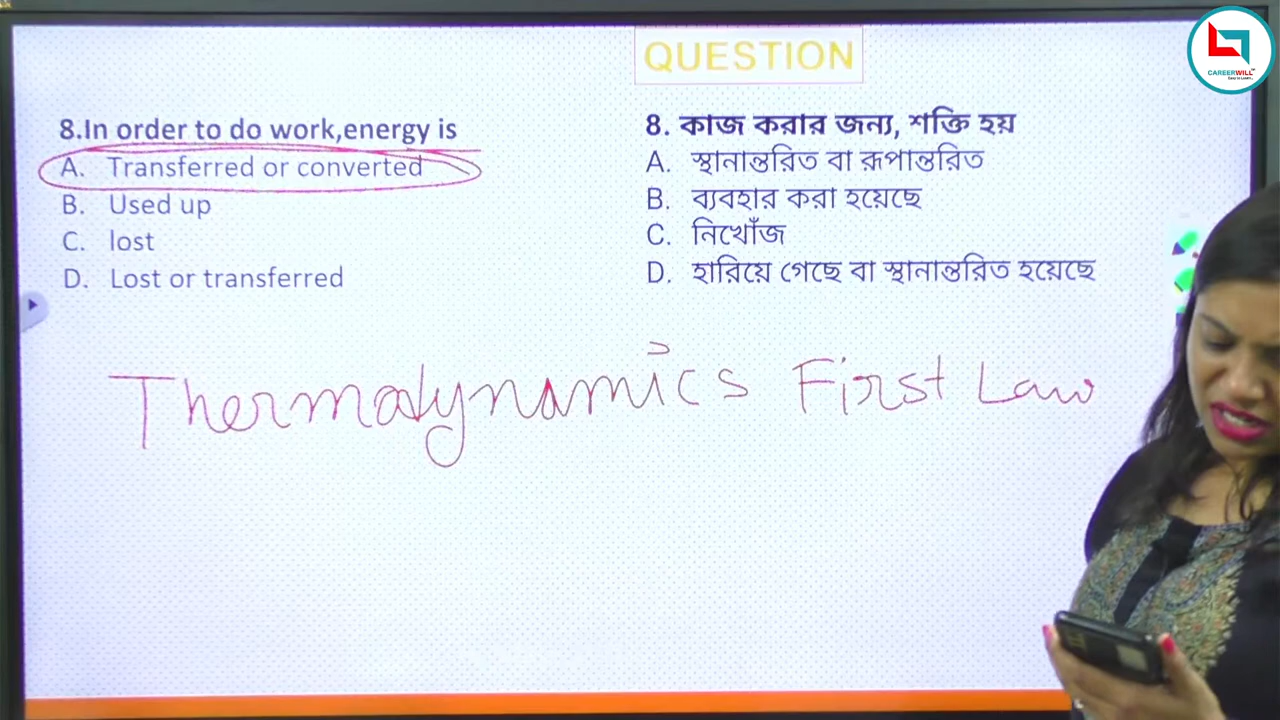 QUESTION
8.In order to do work,energy is
A. Transferred or converted
B. Used up
C. lost
D. Lost or transferred
8. কাজ করার জন্য, শক্তি হয়
A. স্থানান্তরিত বা রূপান্তরিত
B. ব্যবহার করা হয়েছে
C. নিখোঁজ
D. হারিয়ে গেছে বা স্থানান্তরিত হয়েছে
Thermodynamics First Law
CAREERWILL